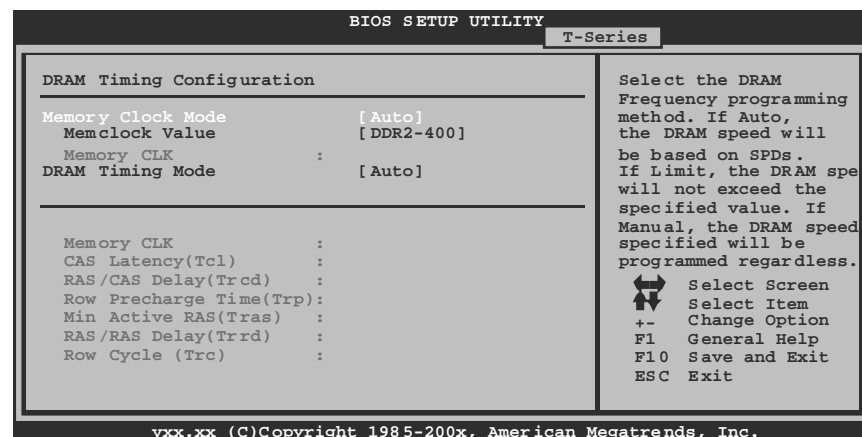 BIOS SETUP UTILITY
T-Series
DRAM Timing Configuration
Memory Clock Mode [Auto]
Memclock Value [DDR2-400]
Memory CLK :
DRAM Timing Mode [Auto]
Memory CLK :
CAS Latency(Tcl) :
RAS/CAS Delay(Trcd) :
Row Precharge Time(Trp):
Min Active RAS(Tras) :
RAS/RAS Delay(Trrd) :
Row Cycle (Trc) :
Select the DRAM
Frequency programming
method. If Auto,
the DRAM speed will
be based on SPDs.
If Limit, the DRAM spe
will not exceed the
specified value. If
Manual, the DRAM speed
specified will be
programmed regardless.
Select Screen
Select Item
+- Change Option
F1 General Help
F10 Save and Exit
ESC Exit
vxx.xx (C)Copyright 1985-200x, American Megatrends, Inc.